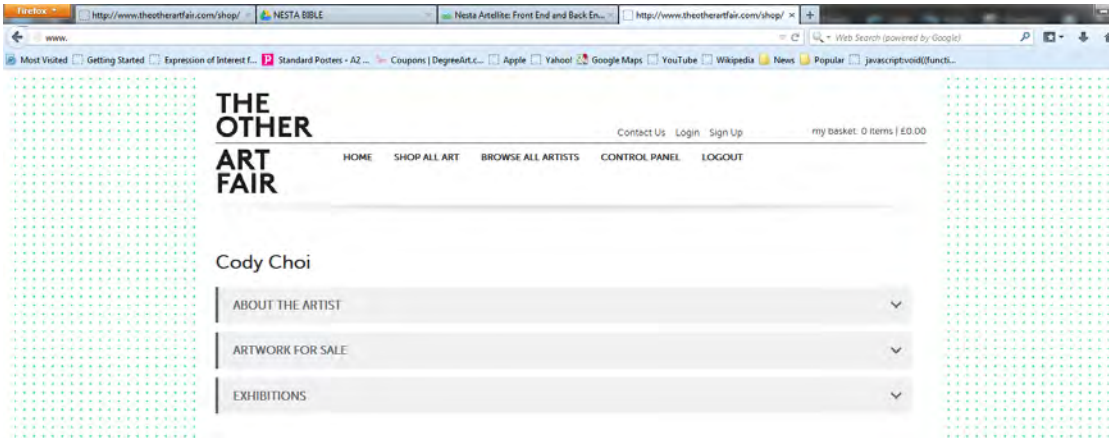 Firefox
http://www.theotherartfair.com/shop/
NESTA BIBLE
Nesta Artellite: Front End and Back En...
http://www.theotherartfair.com/shop/
www.
Web Search (powered by Google)
Most Visited
Getting Started
Expression of Interest f...
Standard Posters - A2 ...
Coupons | DegreeArt.c...
Apple
Yahoo!
Google Maps
YouTube
Wikipedia
News
Popular
javascript:void((functi...
THE
OTHER
ART
FAIR
Contact Us Login Sign Up
my basket: 0 items | £0.00
HOME SHOP ALL ART BROWSE ALL ARTISTS CONTROL PANEL LOGOUT
Cody Choi
ABOUT THE ARTIST
ARTWORK FOR SALE
EXHIBITIONS